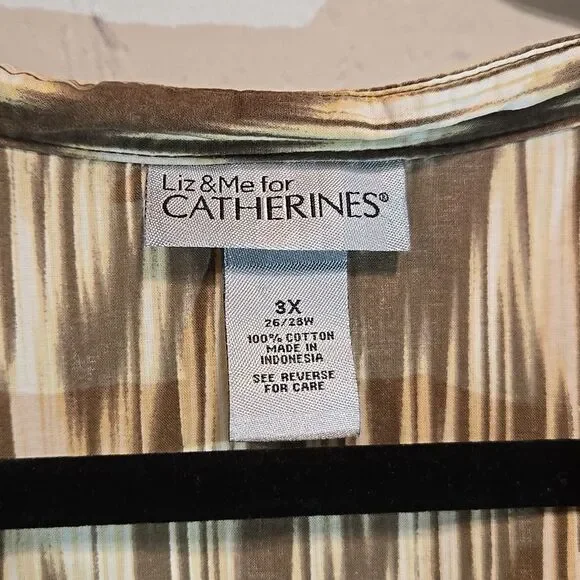 Liz&Me for
CATHERINES®
3X
26/28W
100% COTTON
MADE IN
INDONESIA
SEE REVERSE
FOR CARE